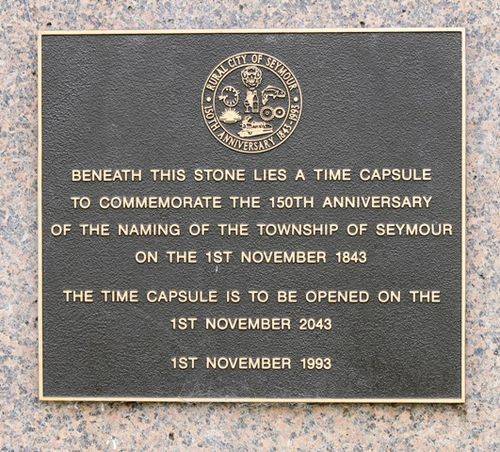 RURAL CITY OF SEYMOUR
150TH ANNIVERSARY 1843-1993
BENEATH THIS STONE LIES A TIME CAPSULE
TO COMMEMORATE THE 150TH ANNIVERSARY
OF THE NAMING OF THE TOWNSHIP OF SEYMOUR
ON THE 1ST NOVEMBER 1843
THE TIME CAPSULE IS TO BE OPENED ON THE
1ST NOVEMBER 2043
1ST NOVEMBER 1993